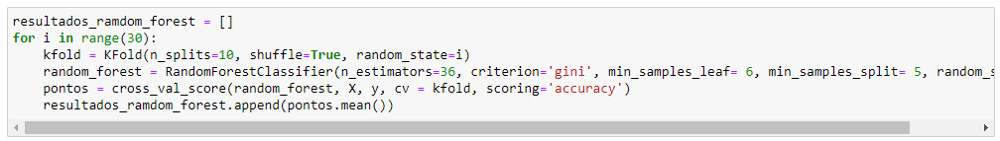 resultados_ramdom_forest = []
for i in range(30):
    kfold = KFold(n_splits=10, shuffle=True, random_state=i)
    random_forest = RandomForestClassifier(n_estimators=36, criterion='gini', min_samples_leaf= 6, min_samples_split= 5, random_s
    pontos = cross_val_score(random_forest, X, y, cv = kfold, scoring='accuracy')
    resultados_ramdom_forest.append(pontos.mean())